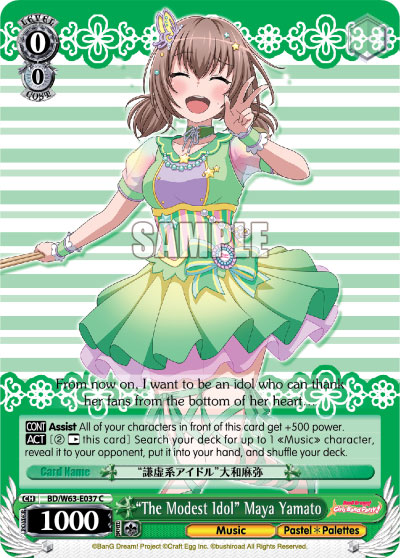 LEVEL
0
0
COST
SAMPLE
From now on, I want to be an idol who can thank
her fans from the bottom of her heart.
CONT Assist All of your characters in front of this card get +500 power.
ACT [② this card] Search your deck for up to 1 «Music» character,
reveal it to your opponent, put it into your hand, and shuffle your deck.
Card Name "謙虚系アイドル"大和麻弥
CH BD/W63-E037 C
"The Modest Idol" Maya Yamato
POWER 1000
Music Pastel＊Palettes
©BanG Dream! Project ©Craft Egg Inc. ©bushiroad All Rights Reserved.